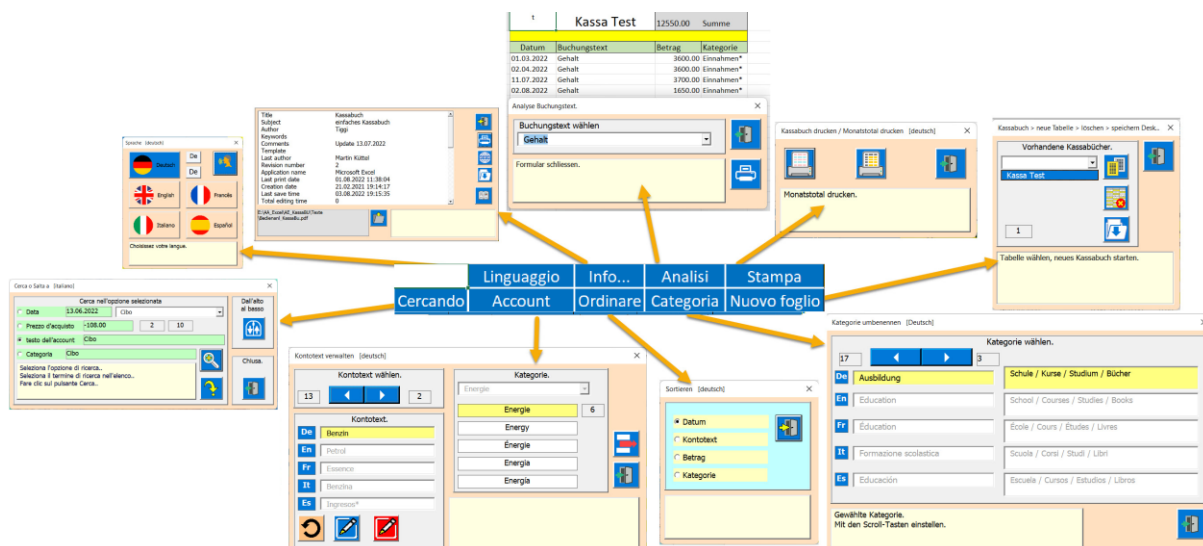 1 Kassa Test 12550.00 Summe
Datum Buchungstext Betrag Kategorie
01.03.2022 Gehalt 3600.00 Einnahmen*
02.04.2022 Gehalt 3600.00 Einnahmen*
11.07.2022 Gehalt 3700.00 Einnahmen*
02.08.2022 Gehalt 1650.00 Einnahmen*
Analyse Buchungstext.
Buchungstext wählen
Gehalt
Formular schliessen.
Title Kassabuch
Subject einfaches Kassabuch
Author Tiggi
Keywords
Comments Update 13.07.2022
Template
Last author Martin Küttel
Revision number 2
Application name Microsoft Excel
Last print date 01.08.2022 11:38:04
Creation date 21.02.2021 19:14:17
Last save time 03.08.2022 19:15:35
Total editing time 0
Sprache [deutsch]
Deutsch
De
De
English
Francés
Italiano
Español
Choisissez votre langue.
Kassabuch drucken / Monatstotal drucken [deutsch]
Monatstotal drucken.
Kassabuch > neue Tabelle > löschen > speichern Desk...
Vorhandene Kassabücher.
Kassa Test
1
Tabelle wählen, neues Kassabuch starten.
Linguaggio Info... Analisi Stampa
Cercando Account Ordinare Categoria Nuovo foglio
Cerca o Salta a [italiano]
Cerca nell'opzione selezionata
Data 13.06.2022 Cibo
Prezzo d'acquisto -108.00 2 10
testo dell'account Cibo
Categoria Cibo
Seleziona l'opzione di ricerca..
Seleziona il termine di ricerca nell'elenco..
Fare clic sul pulsante Cerca..
Dall'alto
al basso
Chiusa.
Kontotext verwalten [deutsch]
Kontotext wählen.
13 2
Kontotext.
De Benzin
En Petrol
Fr Essence
It Benzina
Es Ingresos*
Kategorie.
Energie
Energie 6
Energy
Énergie
Energia
Energía
Sortieren [deutsch]
Datum
Kontotext
Betrag
Kategorie
Kategorie umbenennen [Deutsch]
Kategorie wählen.
17 3
De Ausbildung Schule / Kurse / Studium / Bücher
En Education School / Courses / Studies / Books
Fr Éducation École / Cours / Études / Livres
It Formazione scolastica Scuola / Corsi / Studi / Libri
Es Educación Escuela / Cursos / Estudios / Libros
Gewählte Kategorie.
Mit den Scroll-Tasten einstellen.